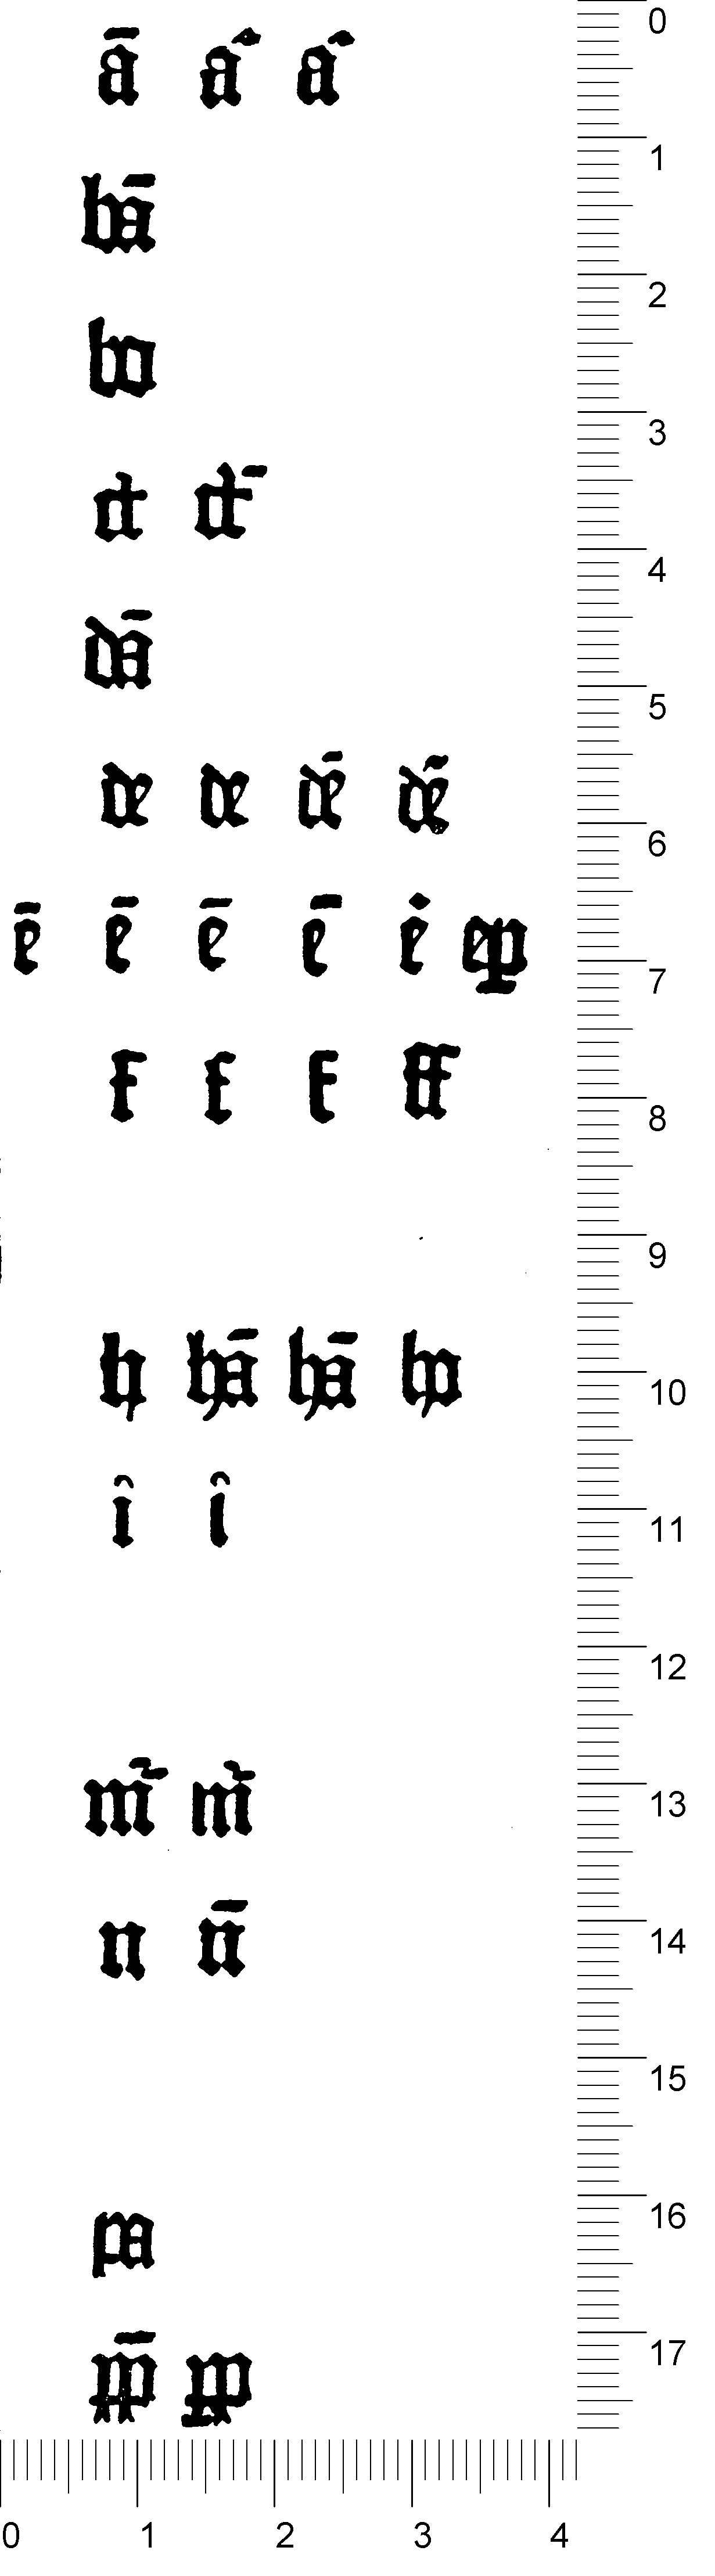 ā á á
bā
bo
ct ct̄
dā
de de dē dē
ē ē ē ē ė ep̲
f f f ff
h hā hā ho
î î
m̃ m̃
n n̄
pa
pp̄ pp
0
1
2
3
4
5
6
7
8
9
10
11
12
13
14
15
16
17
0 1 2 3 4